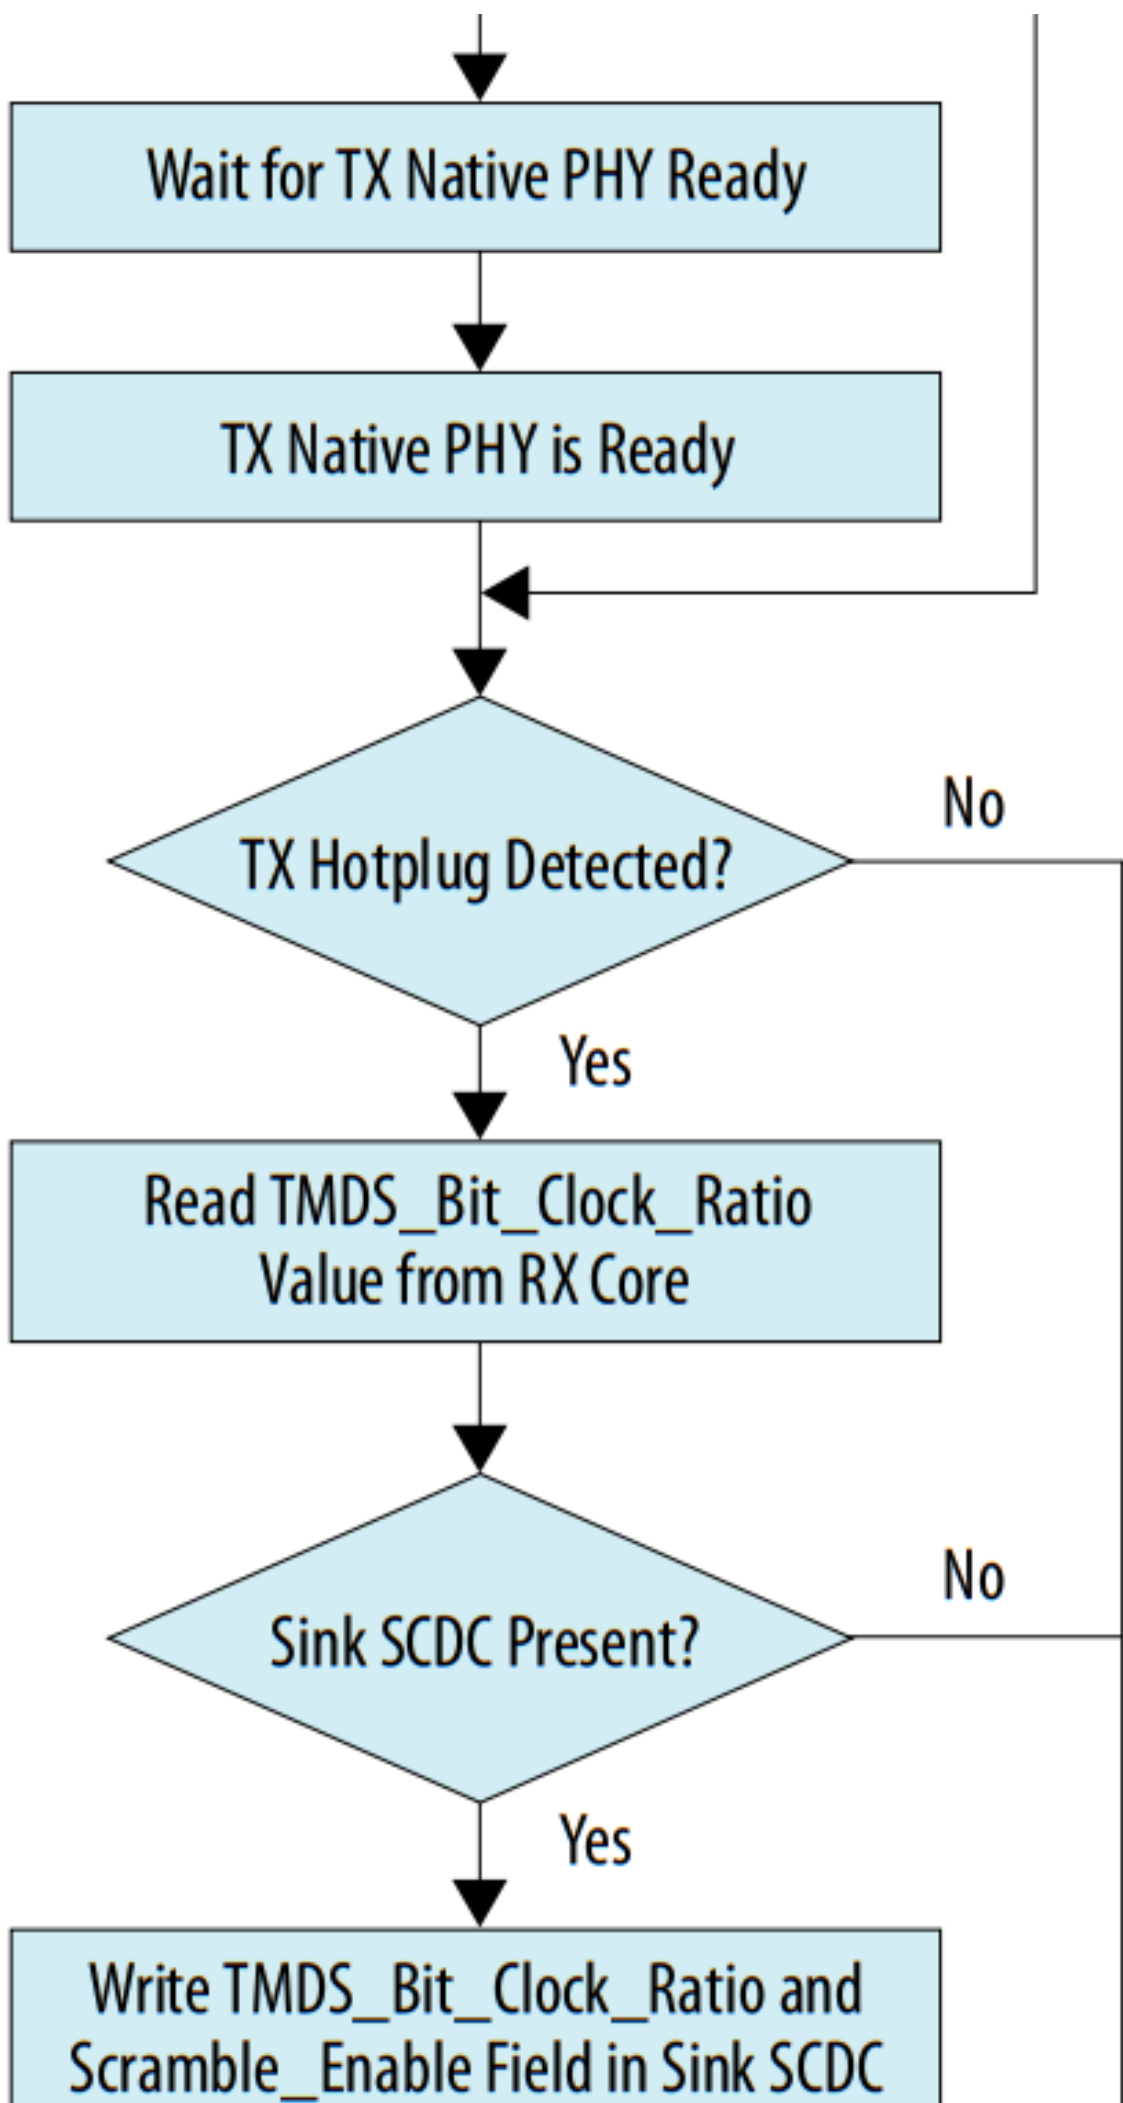 Wait for TX Native PHY Ready
TX Native PHY is Ready
TX Hotplug Detected?
No
Yes
Read TMDS_Bit_Clock_Ratio
Value from RX Core
Sink SCDC Present?
No
Yes
Write TMDS_Bit_Clock_Ratio and
Scramble_Enable Field in Sink SCDC